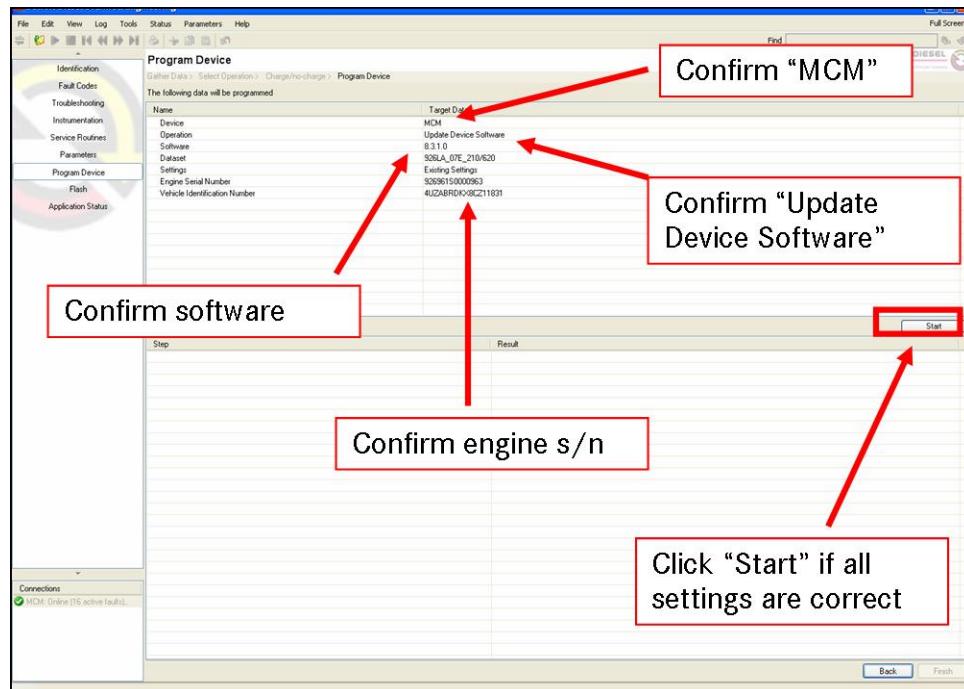 File Edit View Log Tools Status Parameters Help Full Screen
Find
Program Device
Gather Data > Select Operation > Charge/no-charge > Program Device
The following data will be programmed
Identification
Fault Codes
Troubleshooting
Instrumentation
Service Routines
Parameters
Program Device
Flash
Application Status
DIESEL
Name Target Data
Device MCM
Operation Update Device Software
Software 8.3.1.0
Dataset 926LA_07E_210/620
Settings Existing Settings
Engine Serial Number 926961S0000963
Vehicle Identification Number
Confirm “MCM”
Confirm “Update
Device Software”
Confirm software
Start
Step Result
Confirm engine s/n
Click “Start” if all
settings are correct
Connections
MCM: Online (16 active faults)
Back Finish